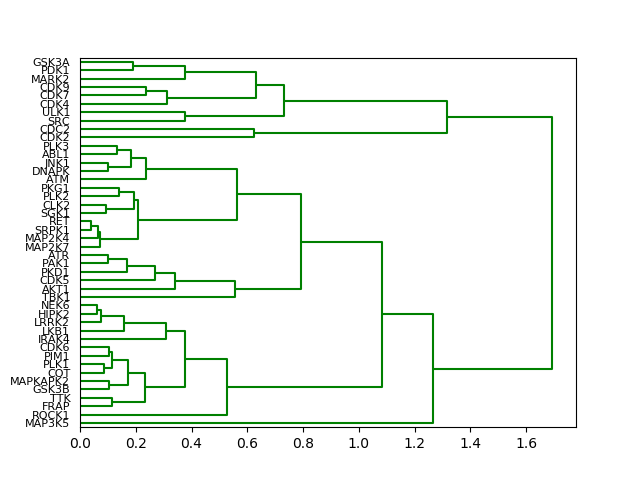 GSK3A
PDK1
MARK2
CDK9
CDK7
CDK4
ULK1
SRC
CDC2
CDK2
PLK3
ABL1
JNK1
DNAPK
ATM
PKG1
PLK2
CLK2
SGK1
RET
SRPK1
MAP2K4
MAP2K7
ATR
PAK1
PKD1
CDK5
AKT1
TBK1
NEK6
HIPK2
LRRK2
LKB1
IRAK4
CDK6
PIM1
PLK1
COT
MAPKAPK2
GSK3B
TTK
FRAP
ROCK1
MAP3K5
0.0 0.2 0.4 0.6 0.8 1.0 1.2 1.4 1.6